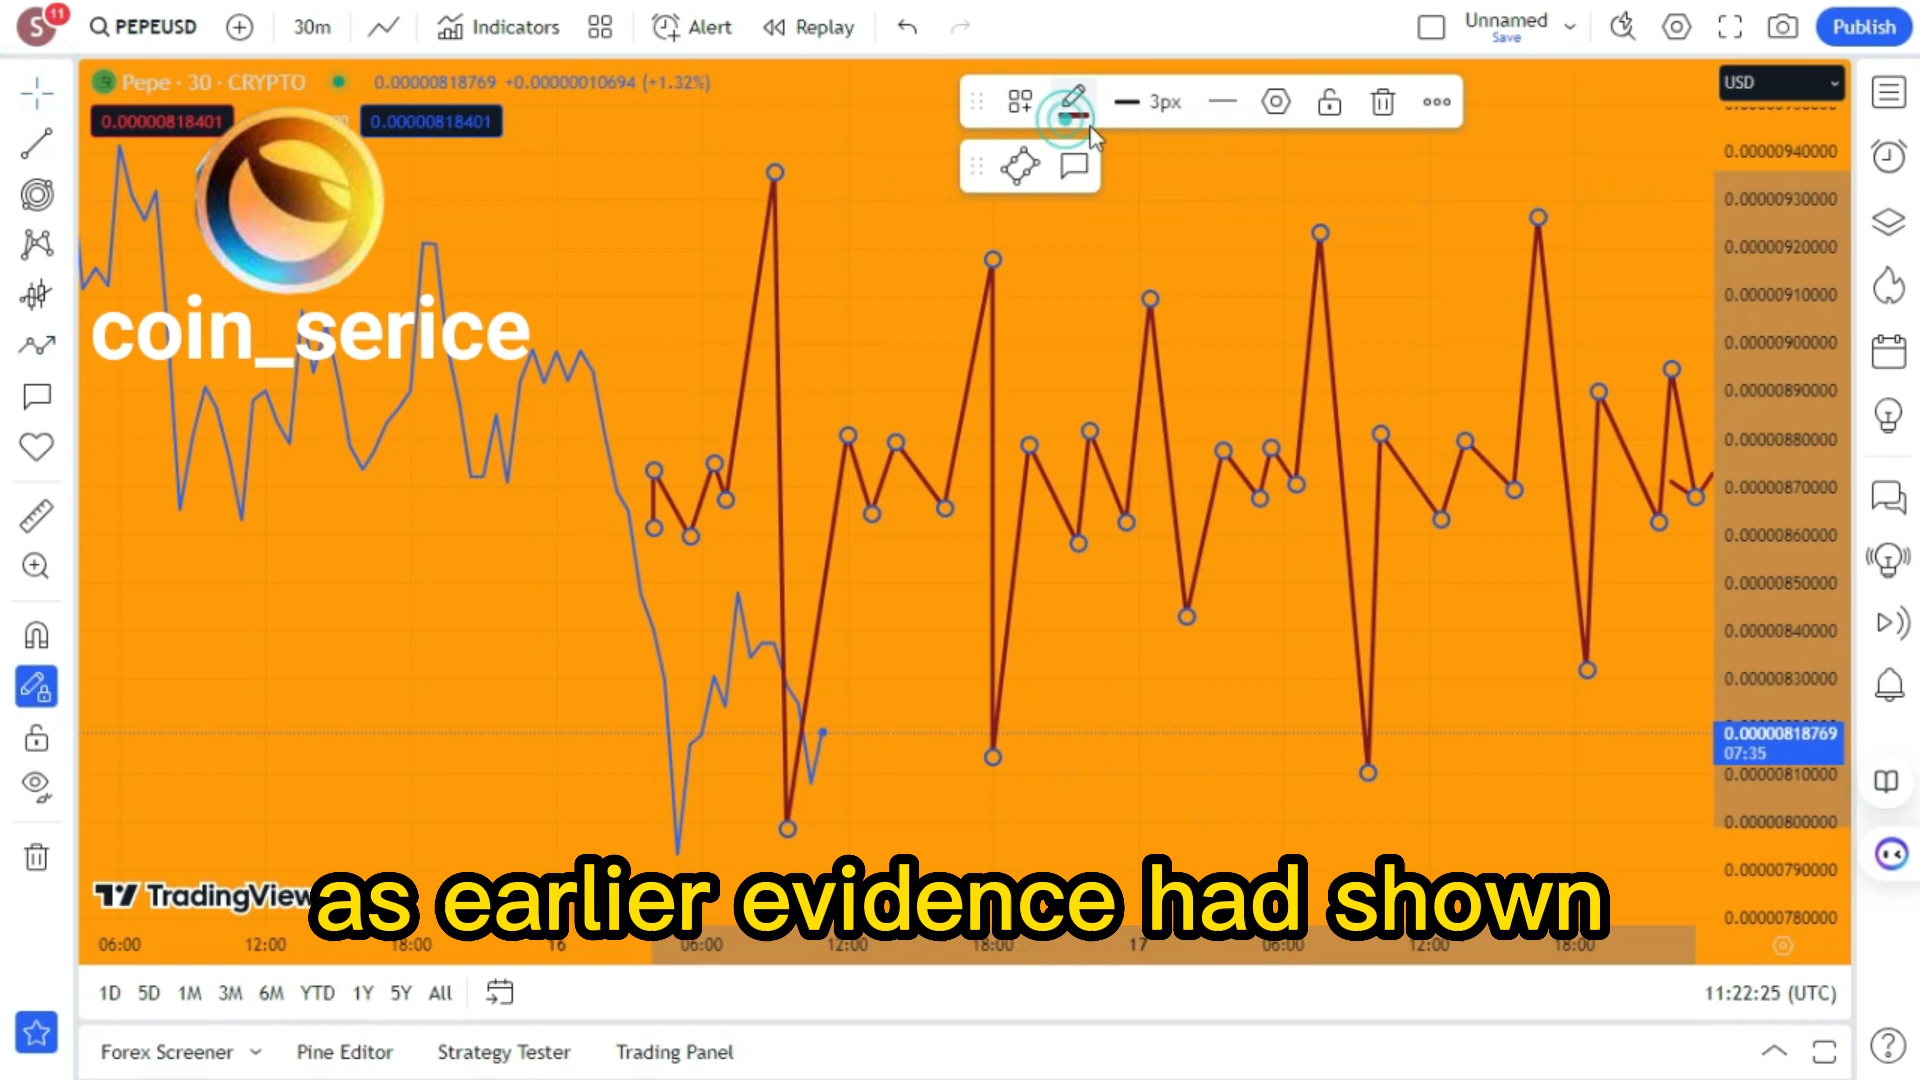 S 11 PEPEUSD 30m Indicators Alert Replay Unnamed Save Publish
Pepe · 30 · CRYPTO 0.00000818769 +0.00000010694 (+1.32%)
USD
0.00000818401 0.00000818401
3px
coin_serice
0.00000940000
0.00000930000
0.00000920000
0.00000910000
0.00000900000
0.00000890000
0.00000880000
0.00000870000
0.00000860000
0.00000850000
0.00000840000
0.00000830000
0.00000818769
07:35
0.00000810000
0.00000800000
0.00000790000
0.00000780000
TradingView
as earlier evidence had shown
06:00 12:00 18:00 16 06:00 12:00 18:00 17 06:00 12:00 18:00
1D 5D 1M 3M 6M YTD 1Y 5Y All 11:22:25 (UTC)
Forex Screener Pine Editor Strategy Tester Trading Panel